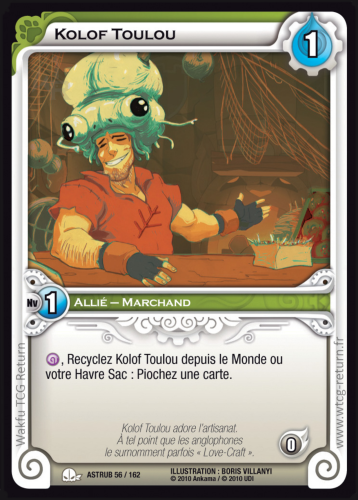 Kolof Toulou
1
Nv 1
Allié – Marchand
, Recyclez Kolof Toulou depuis le Monde ou
votre Havre Sac : Piochez une carte.
Kolof Toulou adore l'artisanat.
À tel point que les anglophones
le surnomment parfois « Love-Craft ».
0
ASTRUB 56 / 162
ILLUSTRATION : BORIS VILLANYI
© 2010 Ankama / © 2010 UDI
Wakfu TCG Return
www.wtcg-return.fr